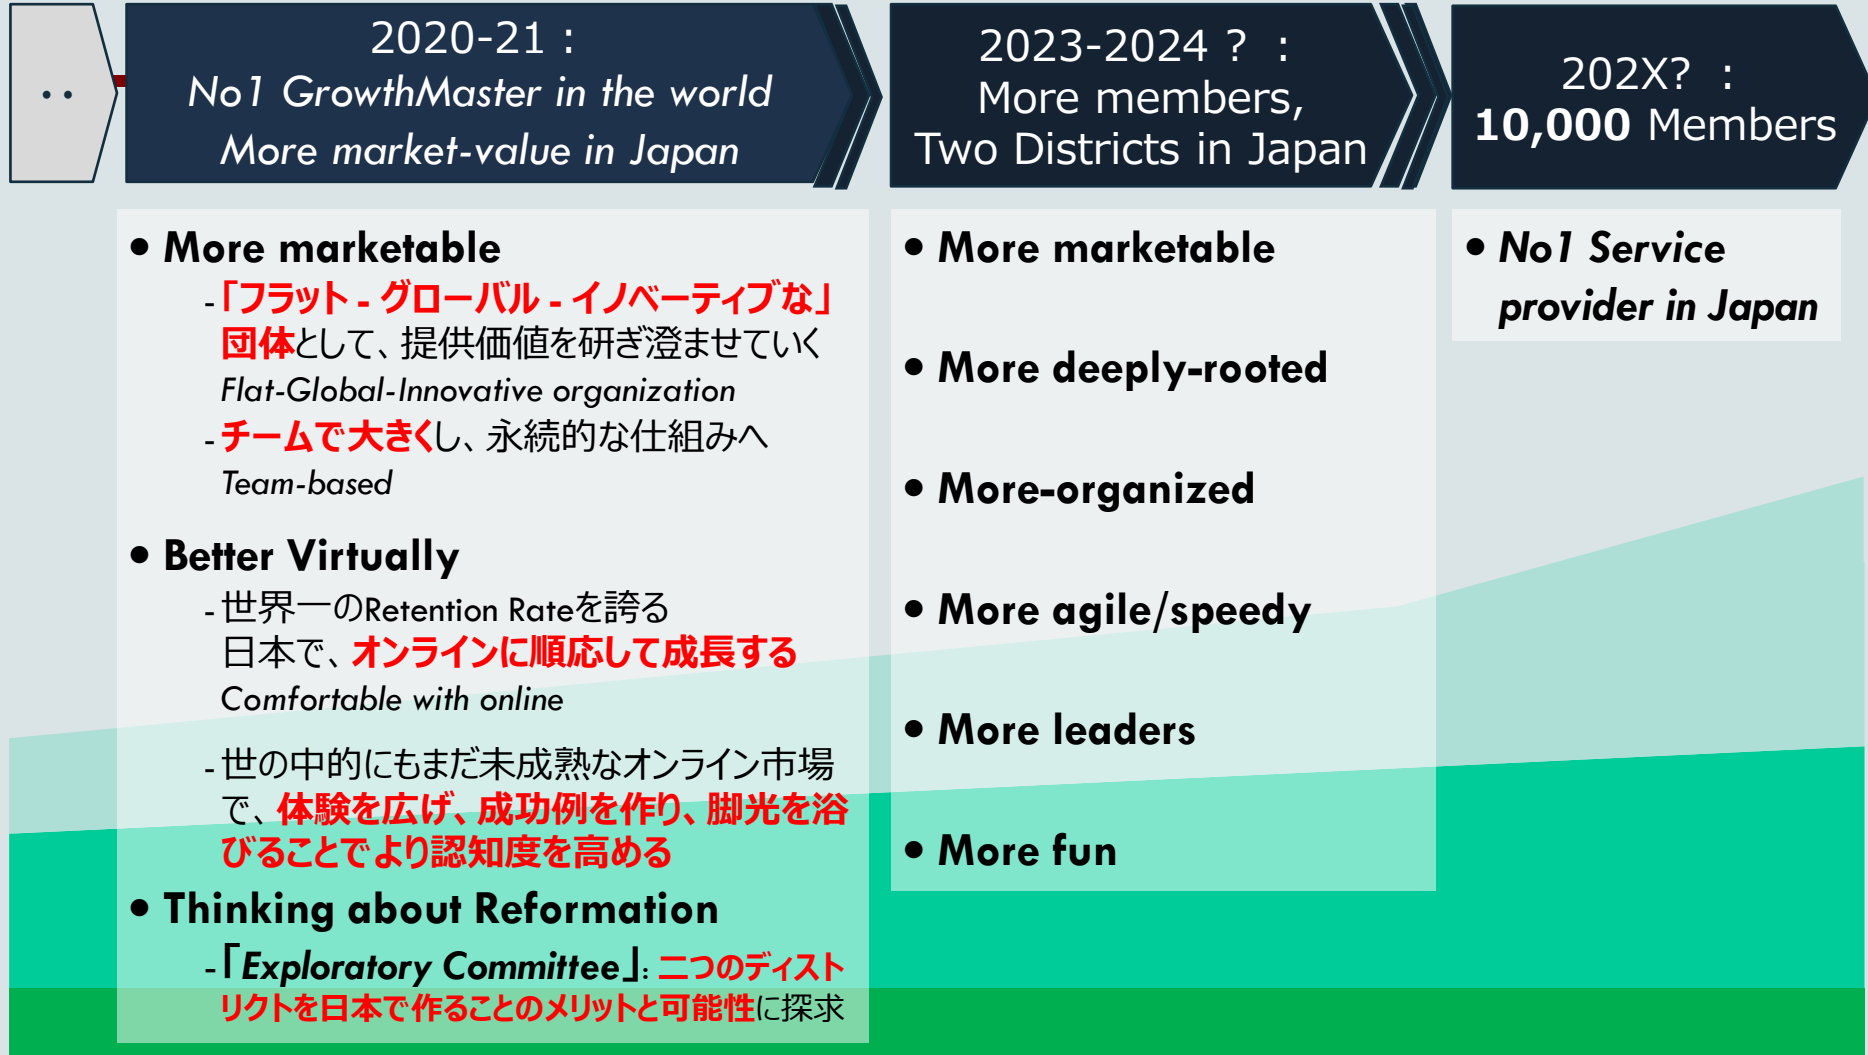 ..
2020-21：
No1 GrowthMaster in the world
More market-value in Japan
2023-2024？：
More members,
Two Districts in Japan
202X?：
10,000 Members
• More marketable
-「フラット - グローバル - イノベーティブな」
団体として、提供価値を研ぎ澄ませていく
Flat-Global-Innovative organization
-チームで大きくし、永続的な仕組みへ
Team-based
• Better Virtually
-世界一のRetention Rateを誇る
日本で、オンラインに順応して成長する
Comfortable with online
-世の中的にもまだ未成熟なオンライン市場
で、体験を広げ、成功例を作り、脚光を浴
びることでより認知度を高める
• Thinking about Reformation
-「Exploratory Committee」: 二つのディスト
リクトを日本で作ることのメリットと可能性に探求
• More marketable
• More deeply-rooted
• More-organized
• More agile/speedy
• More leaders
• More fun
• No1 Service
provider in Japan